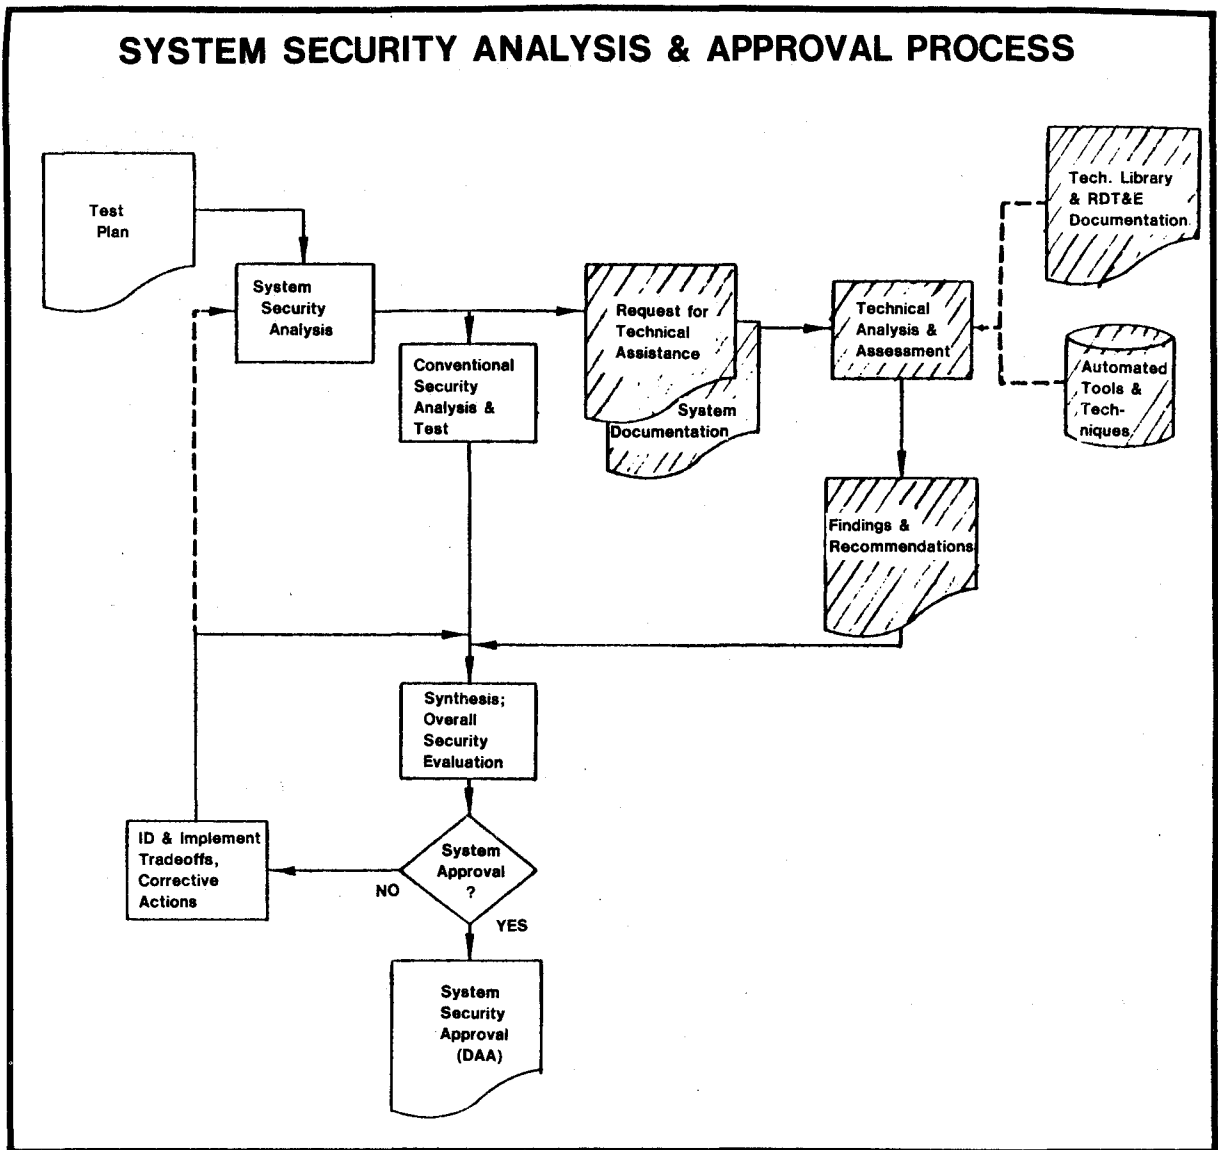 SYSTEM SECURITY ANALYSIS & APPROVAL PROCESS
Test
Plan
System
Security
Analysis
Conventional
Security
Analysis &
Test
Request for
Technical
Assistance
System
Documentation
Technical
Analysis &
Assessment
Tech. Library
& RDT&E
Documentation
Automated
Tools &
Tech-
niques
Findings &
Recommendations
Synthesis;
Overall
Security
Evaluation
System
Approval
?
NO
YES
ID & Implement
Tradeoffs,
Corrective
Actions
System
Security
Approval
(DAA)